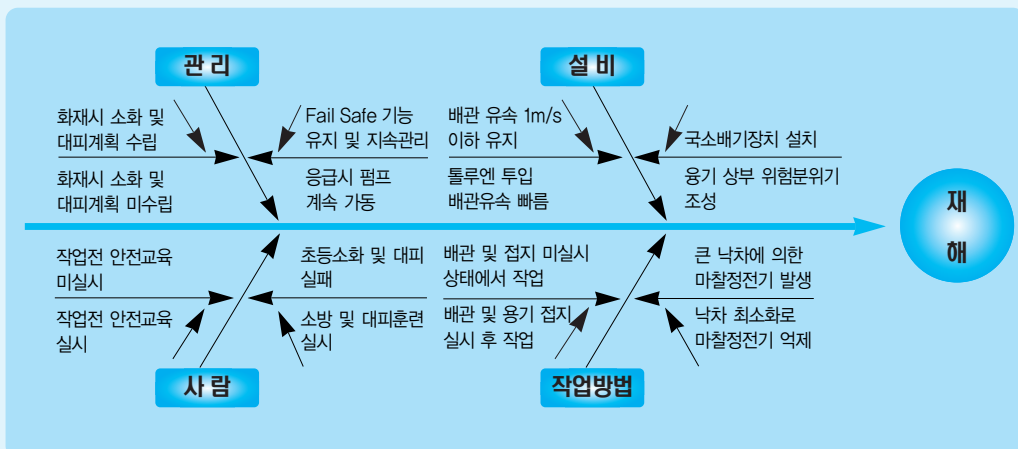 관 리
설 비
화재시 소화 및
대피계획 수립
Fail Safe 기능
유지 및 지속관리
배관 유속 1m/s
이하 유지
국소배기장치 설치
화재시 소화 및
대피계획 미수립
응급시 펌프
계속 가동
톨루엔 투입
배관유속 빠름
융기 상부 위험분위기
조성
재
해
작업전 안전교육
미실시
초등소화 및 대피
실패
배관 및 접지 미실시
상태에서 작업
큰 낙차에 의한
마찰정전기 발생
작업전 안전교육
실시
소방 및 대피훈련
실시
배관 및 용기 접지
실시 후 작업
낙차 최소화로
마찰정전기 억제
사 람
작업방법